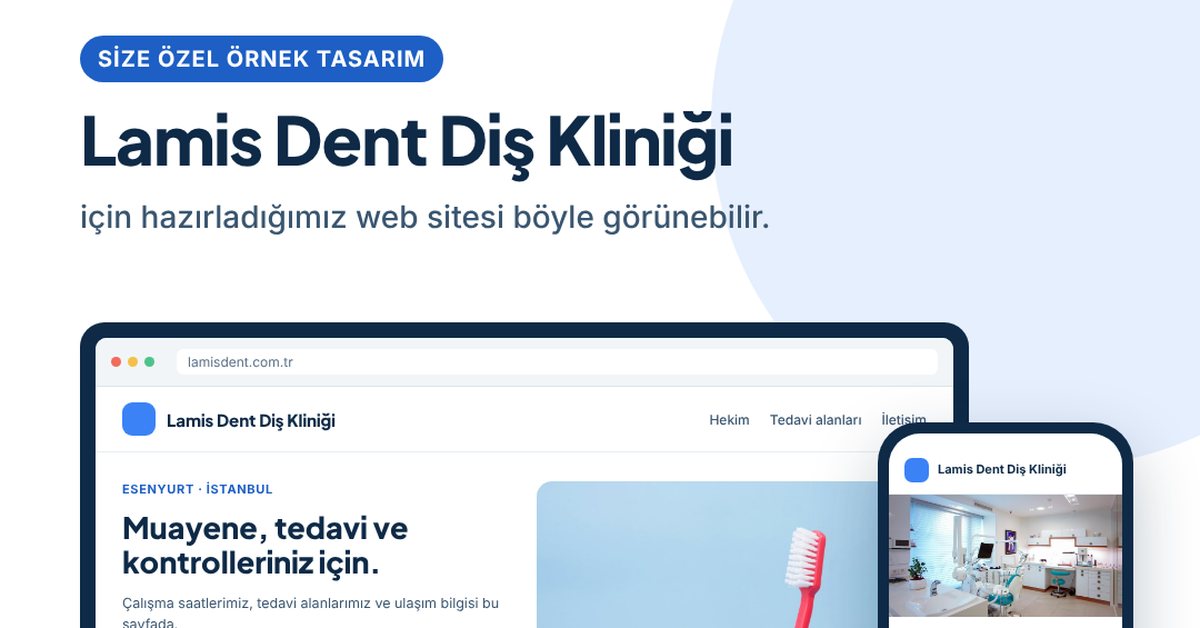 SİZE ÖZEL ÖRNEK TASARIM
Lamis Dent Diş Kliniği
için hazırladığımız web sitesi böyle görünebilir.
lamisdent.com.tr
Lamis Dent Diş Kliniği
Hekim Tedavi alanları İletişim
Lamis Dent Diş Kliniği
ESENYURT · İSTANBUL
Muayene, tedavi ve
kontrolleriniz için.
Çalışma saatlerimiz, tedavi alanlarımız ve ulaşım bilgisi bu
sayfada.